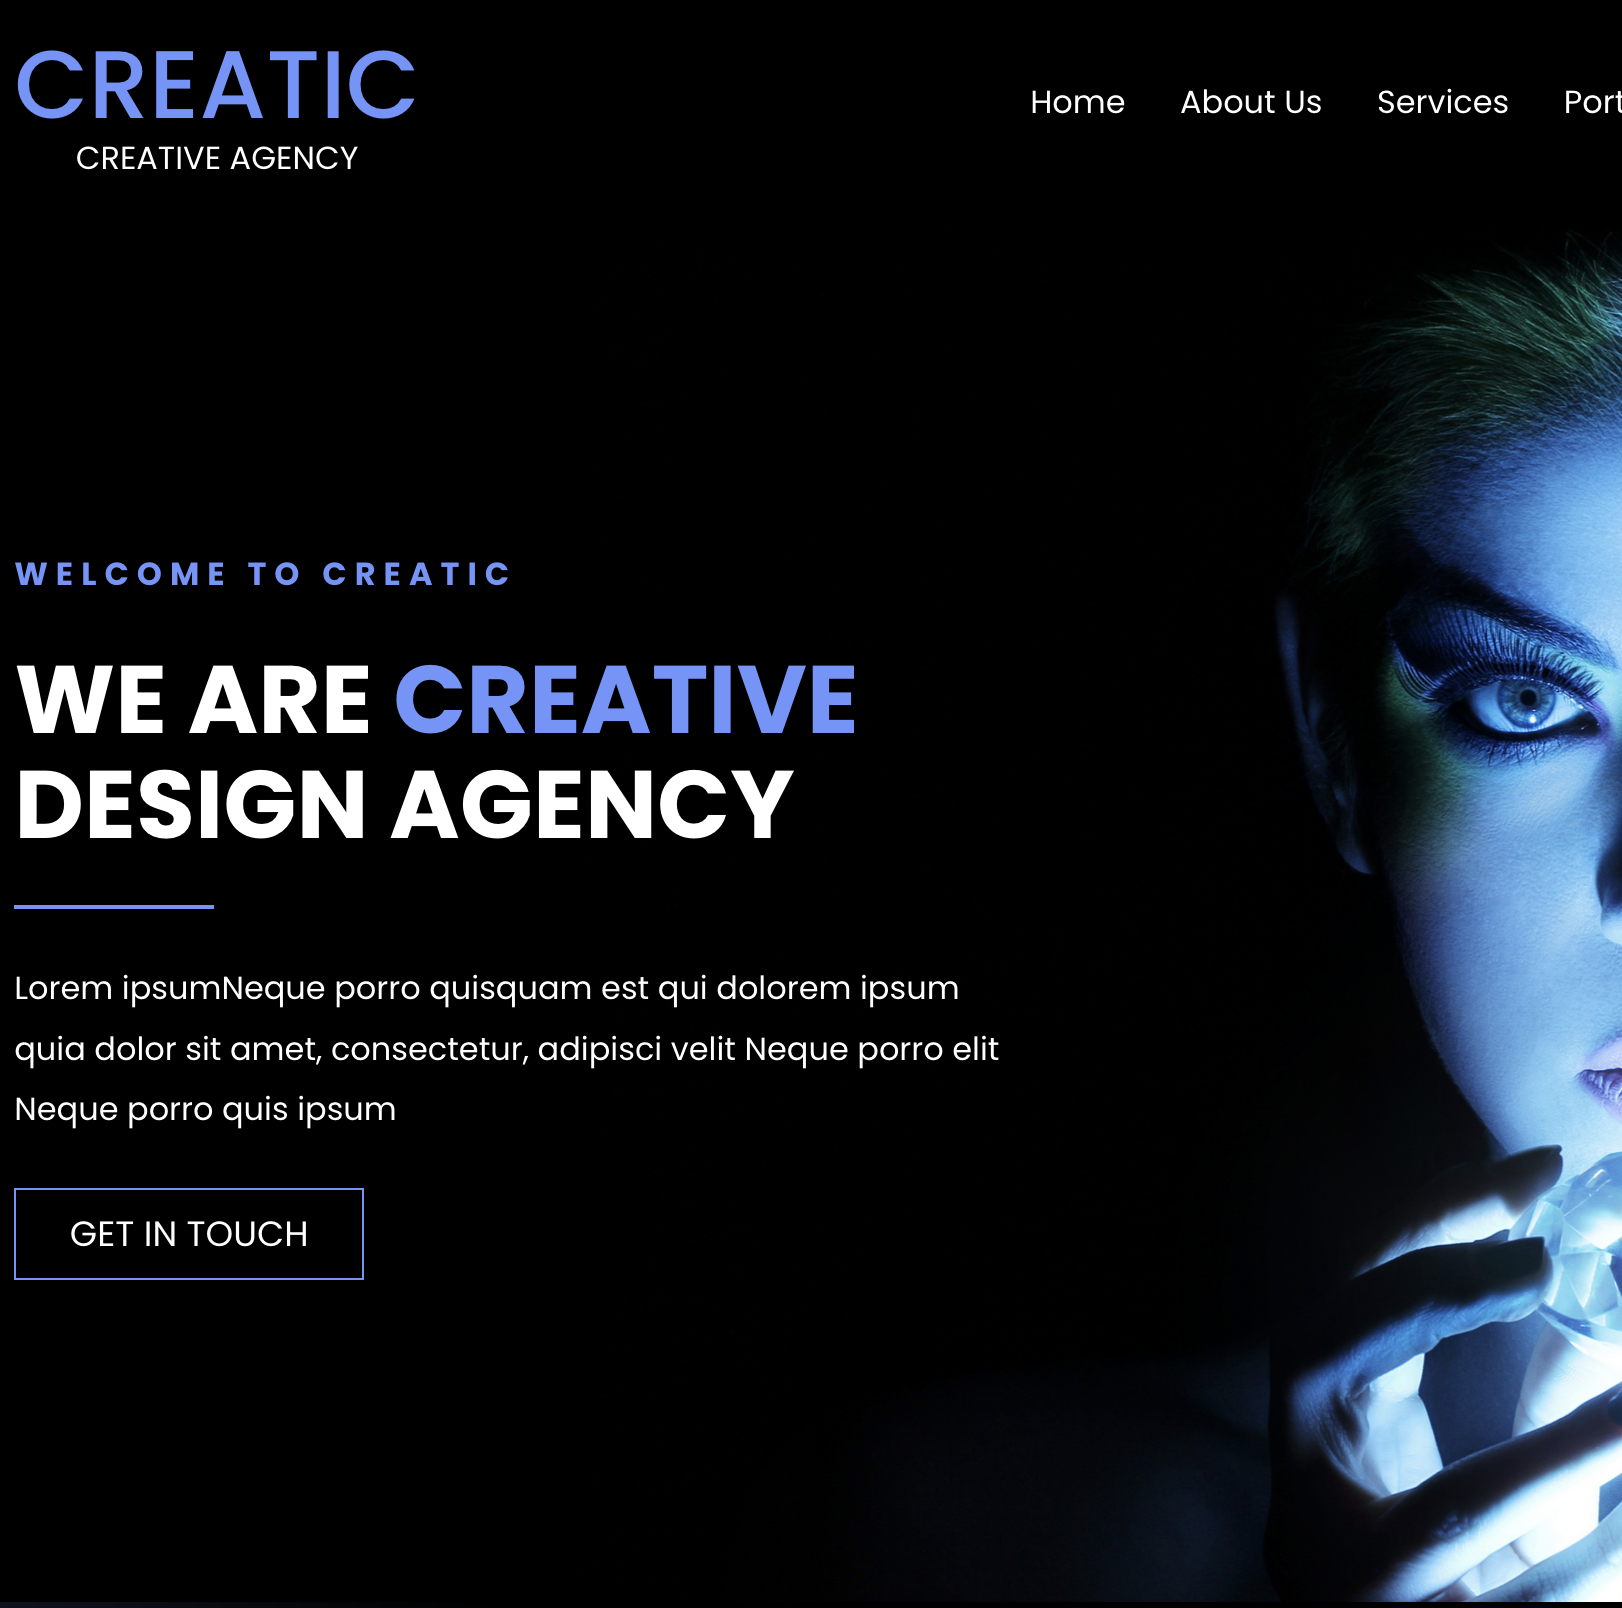 CREATIC
CREATIVE AGENCY
Home About Us Services Port
WELCOME TO CREATIC
WE ARE CREATIVE
DESIGN AGENCY
Lorem ipsumNeque porro quisquam est qui dolorem ipsum
quia dolor sit amet, consectetur, adipisci velit Neque porro elit
Neque porro quis ipsum
GET IN TOUCH